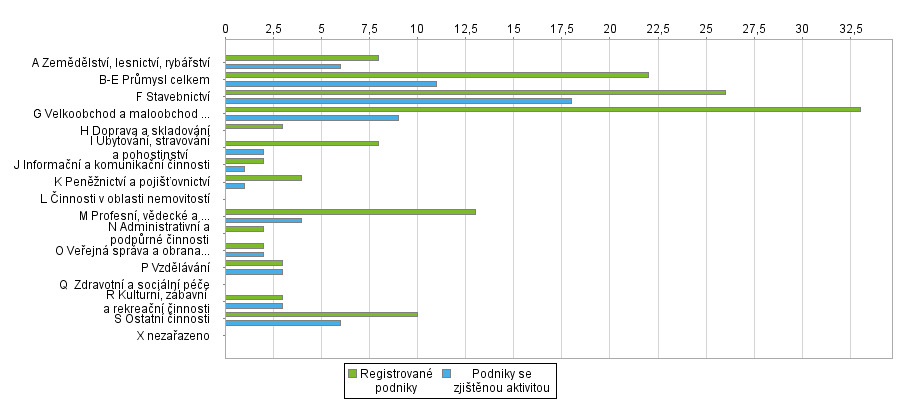 0 2,5 5 7,5 10 12,5 15 17,5 20 22,5 25 27,5 30 32,5
A Zemědělství, lesnictví, rybářství
B-E Průmysl celkem
F Stavebnictví
G Velkoobchod a maloobchod ...
H Doprava a skladování
I Ubytování, stravování
a pohostinství
J Informační a komunikační činnosti
K Peněžnictví a pojišťovnictví
L Činnosti v oblasti nemovitostí
M Profesní, vědecké a ...
N Administrativní a
podpůrné činnosti
O Veřejná správa a obrana...
P Vzdělávání
Q Zdravotní a sociální péče
R Kulturní, zábavní
a rekreační činnosti
S Ostatní činnosti
X nezařazeno
Registrované
podniky
Podniky se
zjištěnou aktivitou